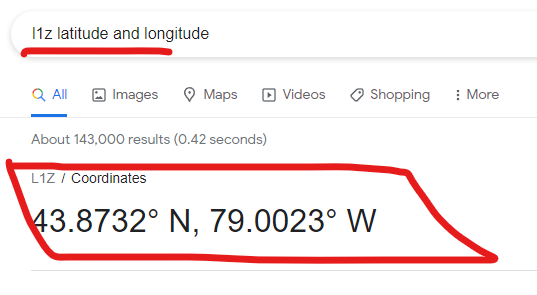 l1z latitude and longitude
All Images Maps Videos Shopping More
About 143,000 results (0.42 seconds)
L1Z / Coordinates
43.8732° N, 79.0023° W